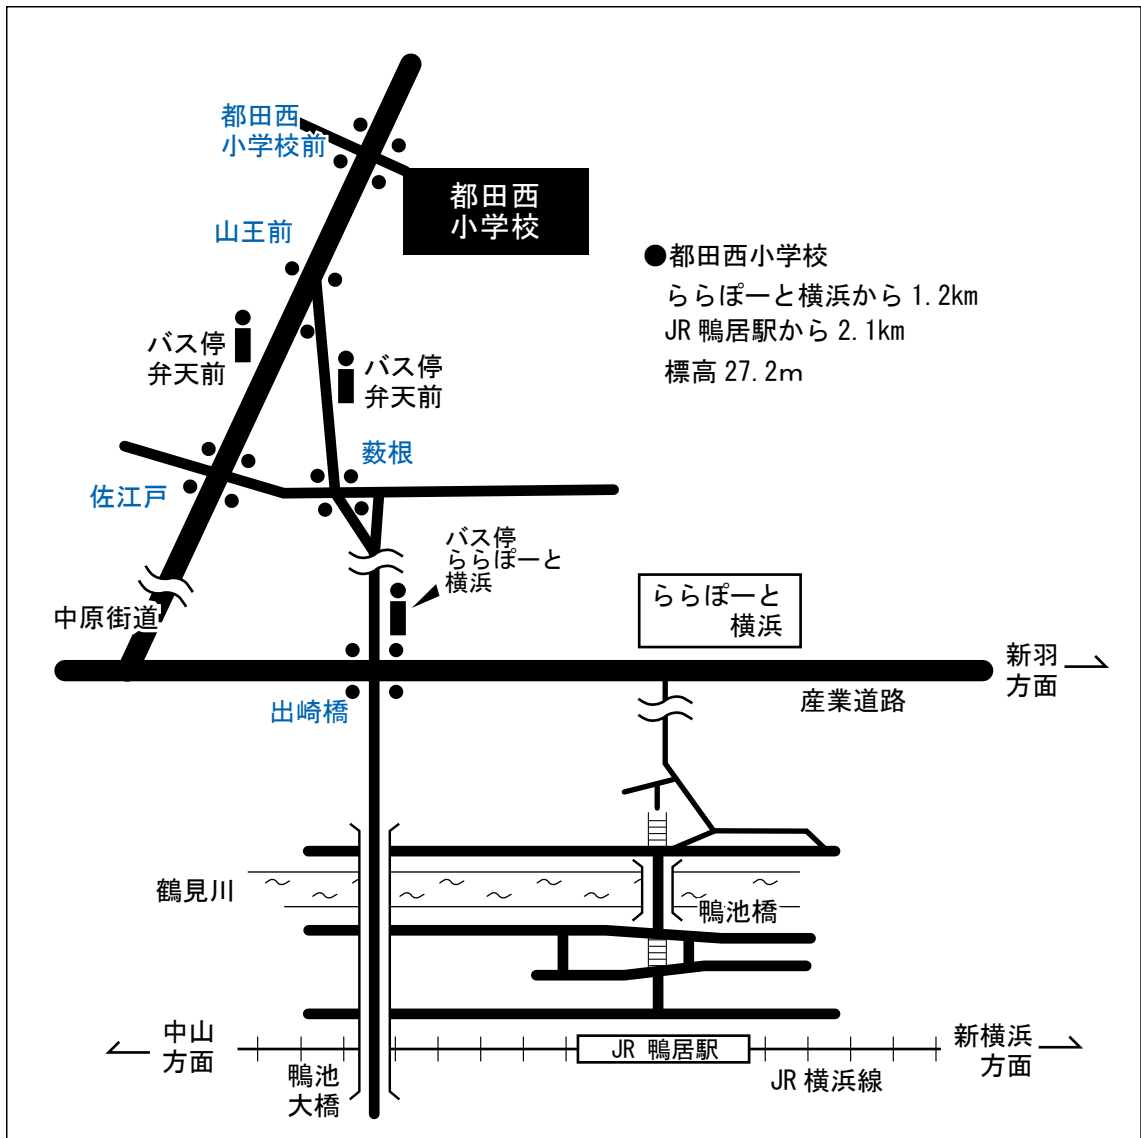 都田西
小学校前
都田西
小学校
山王前
●都田西小学校
ららぽーと横浜から 1.2km
JR 鴨居駅から 2.1km
標高 27.2m
バス停
弁天前
バス停
弁天前
薮根
佐江戸
バス停
ららぽーと
横浜
ららぽーと
横浜
中原街道
新羽
方面
産業道路
出崎橋
鶴見川
鴨池橋
中山
方面
JR 鴨居駅
新横浜
方面
鴨池
大橋
JR 横浜線